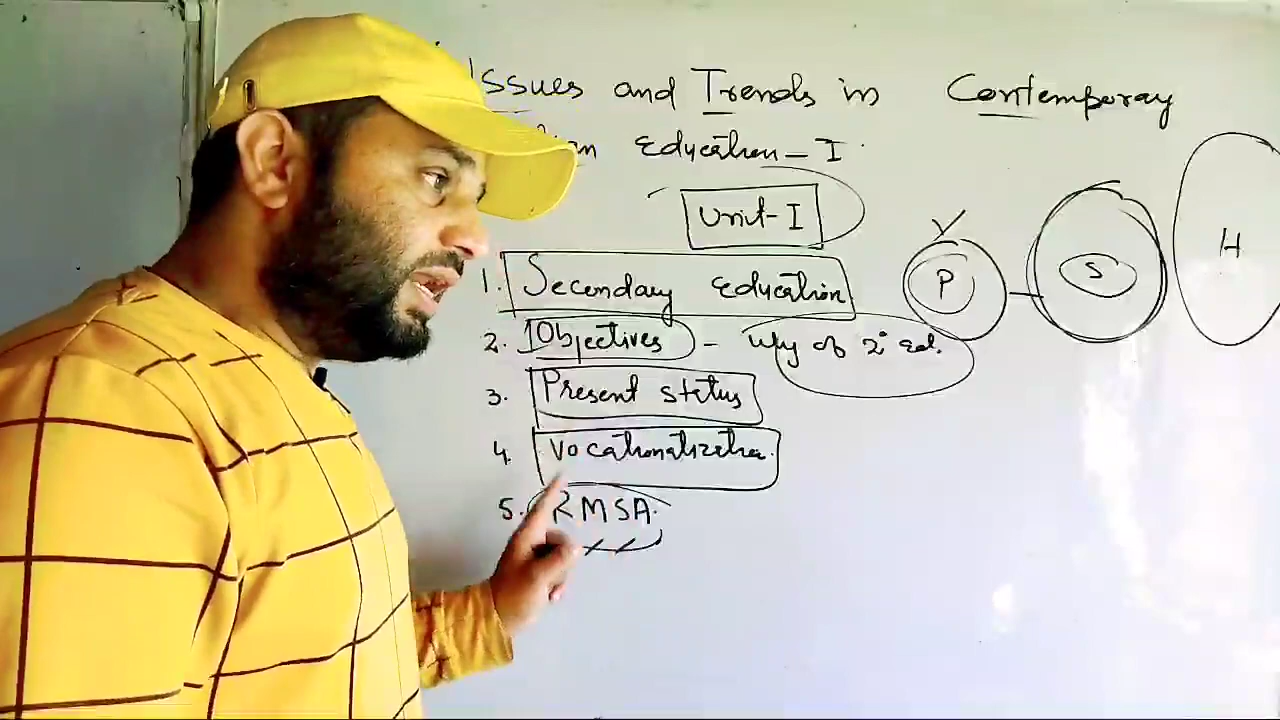 Issues and Trends in Contemporay
Education - I
Unit - I
1. Secondary Education
2. Objectives - Why of 2° Ed.
3. Present status
4. Vocationalization
5. RMSA.
P
S
H